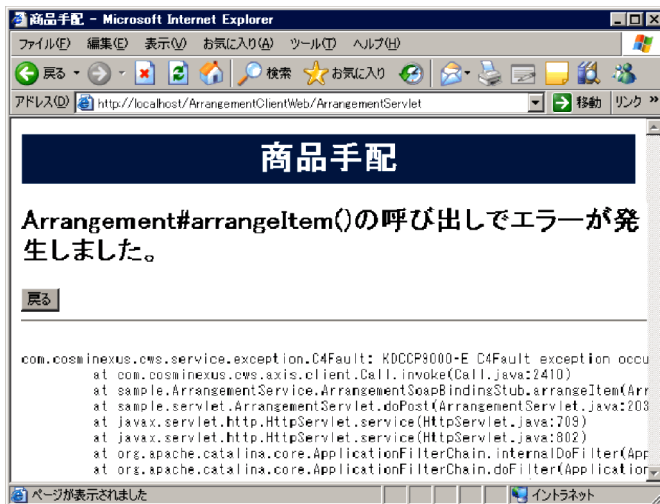 商品手配 - Microsoft Internet Explorer
ファイル(F) 編集(E) 表示(V) お気に入り(A) ツール(T) ヘルプ(H)
戻る 検索 お気に入り
アドレス(D) http://localhost/ArrangementClientWeb/ArrangementServlet 移動 リンク »
商品手配
Arrangement#arrangeItem()の呼び出しでエラーが発
生しました。
戻る
com.cosminexus.cws.service.exception.C4Fault: KDCCP9000-E C4Fault exception occu
at com.cosminexus.cws.axis.client.Call.invoke(Call.java:2410)
at sample.ArrangementService.ArrangementSoapBindingStub.arrangeItem(Arr
at sample.servlet.ArrangementServlet.doPost(ArrangementServlet.java:203
at javax.servlet.http.HttpServlet.service(HttpServlet.java:709)
at javax.servlet.http.HttpServlet.service(HttpServlet.java:802)
at org.apache.catalina.core.ApplicationFilterChain.internalDoFilter(App
at org.apache.catalina.core.ApplicationFilterChain.doFilter(Application
ページが表示されました イントラネット